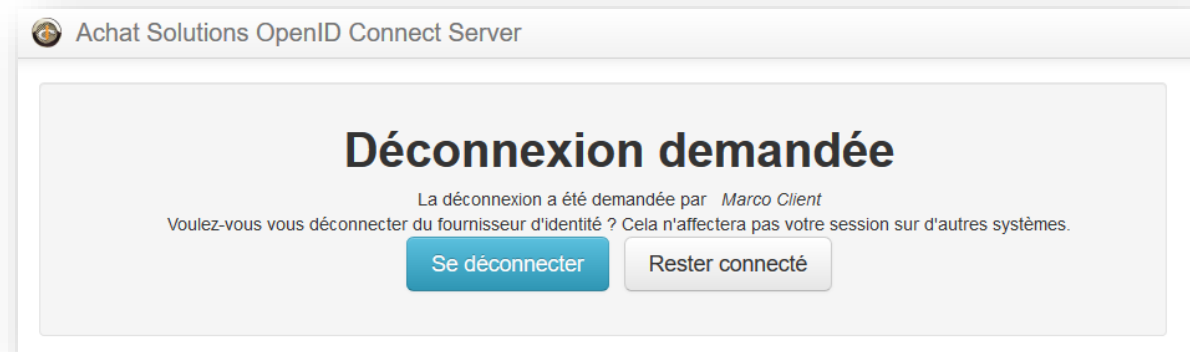 Achat Solutions OpenID Connect Server
Déconnexion demandée
La déconnexion a été demandée par Marco Client
Voulez-vous vous déconnecter du fournisseur d'identité ? Cela n'affectera pas votre session sur d'autres systèmes.
Se déconnecter Rester connecté